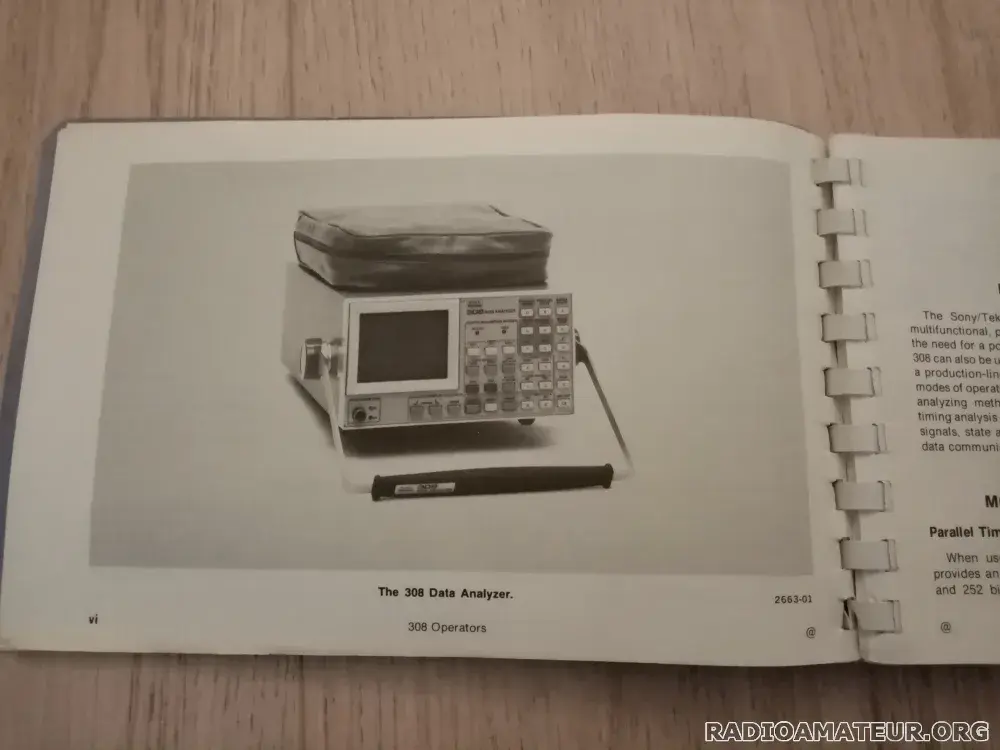 The 308 Data Analyzer.
2663-01
vi
308 Operators
@
The Sony/Tek
multifunctional, p
the need for a po
308 can also be u
a production-lin
modes of operat
analyzing meth
timing analysis
signals, state a
data communi
M
Parallel Tim
When us
provides an
and 252 bi
@
RADIOAMATEUR.ORG